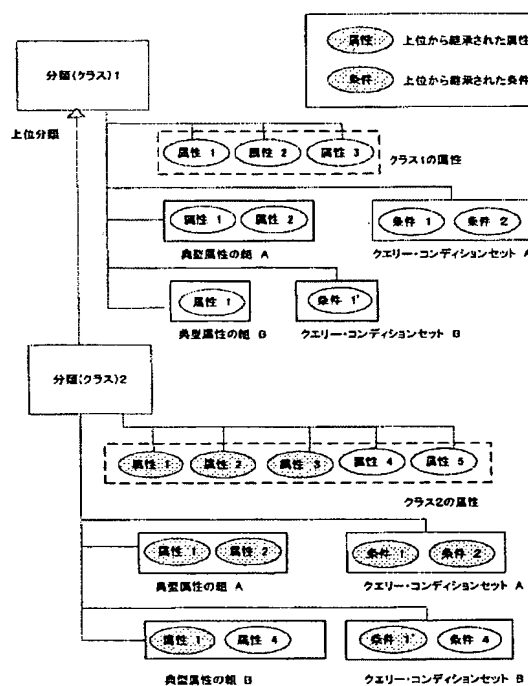 属性 上位から継承された属性
条件 上位から継承された条件
分類(クラス)1
上位分類
属性 1 属性 2 属性 3
クラス1の属性
属性 1 属性 2
典型属性の組 A
条件 1 条件 2
クエリー・コンディションセット A
属性 1
典型属性の組 B
条件 1'
クエリー・コンディションセット B
分類(クラス)2
属性 1 属性 2 属性 3 属性 4 属性 5
クラス2の属性
属性 1 属性 2
典型属性の組 A
条件 1 条件 2
クエリー・コンディションセット A
属性 1 属性 4
典型属性の組 B
条件 1' 条件 4
クエリー・コンディションセット B